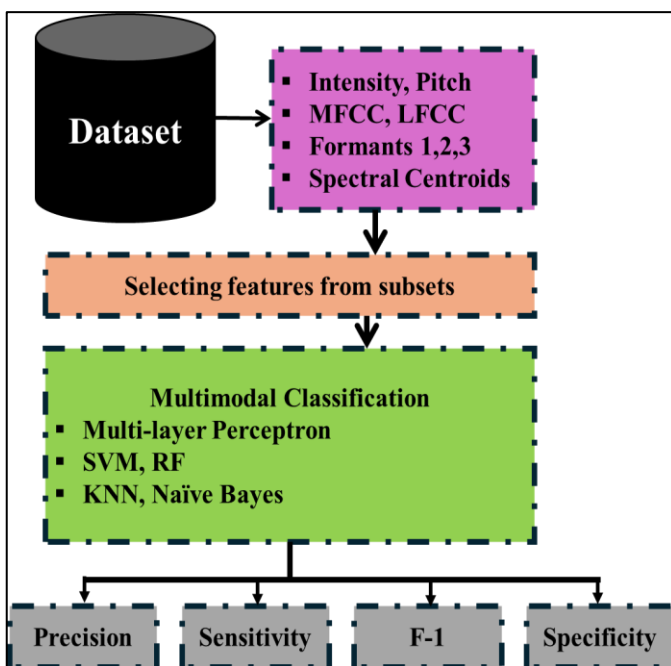 Dataset
▪ Intensity, Pitch
▪ MFCC, LFCC
▪ Formants 1,2,3
▪ Spectral Centroids
Selecting features from subsets
Multimodal Classification
▪ Multi-layer Perceptron
▪ SVM, RF
▪ KNN, Naïve Bayes
Precision
Sensitivity
F-1
Specificity